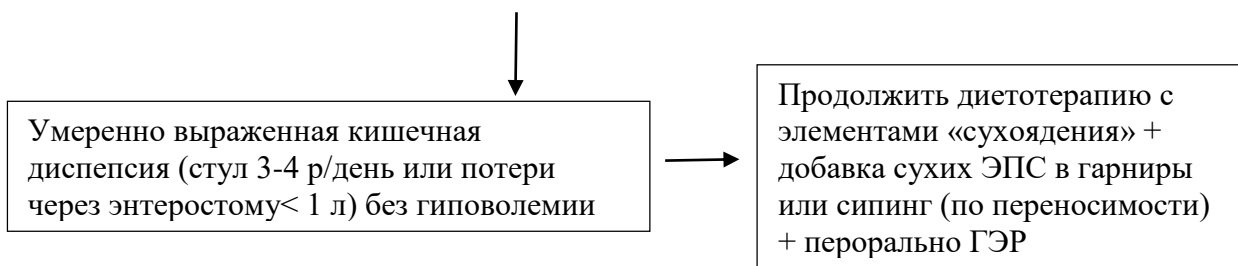 Умеренно выраженная кишечная
диспепсия (стул 3-4 р/день или потери
через энтеростому< 1 л) без гиповолемии
Продолжить диетотерапию с
элементами «сухоядения» +
добавка сухих ЭПС в гарниры
или сипинг (по переносимости)
+ перорально ГЭР